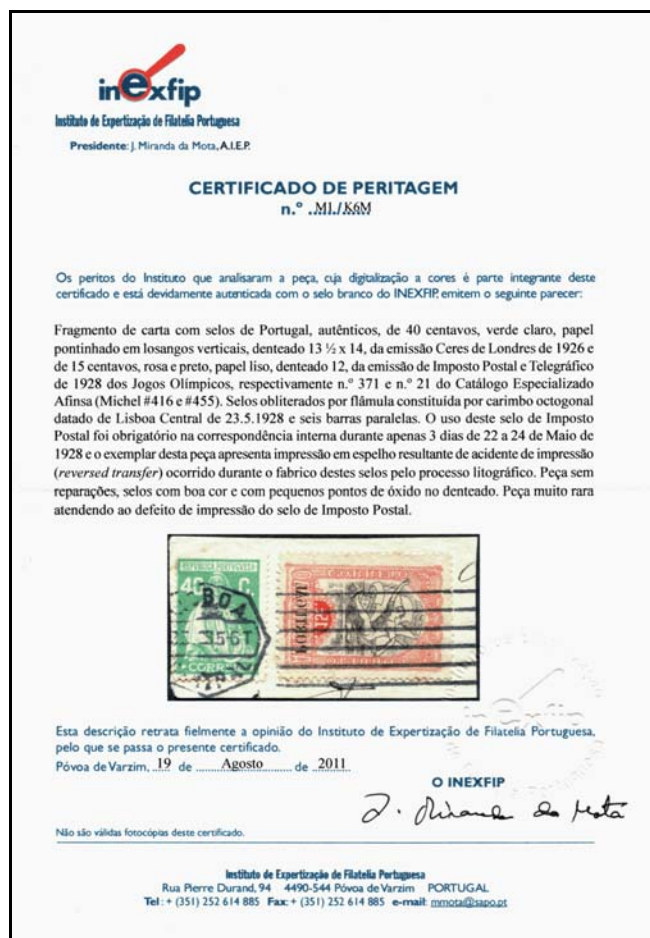 inexfip
Instituto de Expertização de Filatelia Portuguesa
Presidente: J. Miranda da Mota, A.I.E.P.
CERTIFICADO DE PERITAGEM
n.º M1/K6M
Os peritos do Instituto que analisaram a peça, cuja digitalização a cores é parte integrante deste
certificado e está devidamente autenticada com o selo branco do INEXFIP, emitem o seguinte parecer:
Fragmento de carta com selos de Portugal, autênticos, de 40 centavos, verde claro, papel
pontinhado em losangos verticais, denteado 13 ½ x 14, da emissão Ceres de Londres de 1926 e
de 15 centavos, rosa e preto, papel liso, denteado 12, da emissão de Imposto Postal e Telegráfico
de 1928 dos Jogos Olímpicos, respectivamente n.º 371 e n.º 21 do Catálogo Especializado
Afinsa (Michel #416 e #455). Selos obliterados por flâmula constituída por carimbo octogonal
datado de Lisboa Central de 23.5.1928 e seis barras paralelas. O uso deste selo de Imposto
Postal foi obrigatório na correspondência interna durante apenas 3 dias de 22 a 24 de Maio de
1928 e o exemplar desta peça apresenta impressão em espelho resultante de acidente de impressão
(reversed transfer) ocorrido durante o fabrico destes selos pelo processo litográfico. Peça sem
reparações, selos com boa cor e com pequenos pontos de óxido no denteado. Peça muito rara
atendendo ao defeito de impressão do selo de Imposto Postal.
REPUBLICA PORTUGUESA
40 C.
BOA
CORREIO
Esta descrição retrata fielmente a opinião do Instituto de Expertização de Filatelia Portuguesa,
pelo que se passa o presente certificado.
Póvoa de Varzim, 19 de Agosto de 2011
O INEXFIP
J. Miranda da Mota
Não são válidas fotocópias deste certificado.
Instituto de Expertização de Filatelia Portuguesa
Rua Pierre Durand, 94 4490-544 Póvoa de Varzim PORTUGAL
Tel : + (351) 252 614 885 Fax: + (351) 252 614 885 e-mail: mmota@sapo.pt